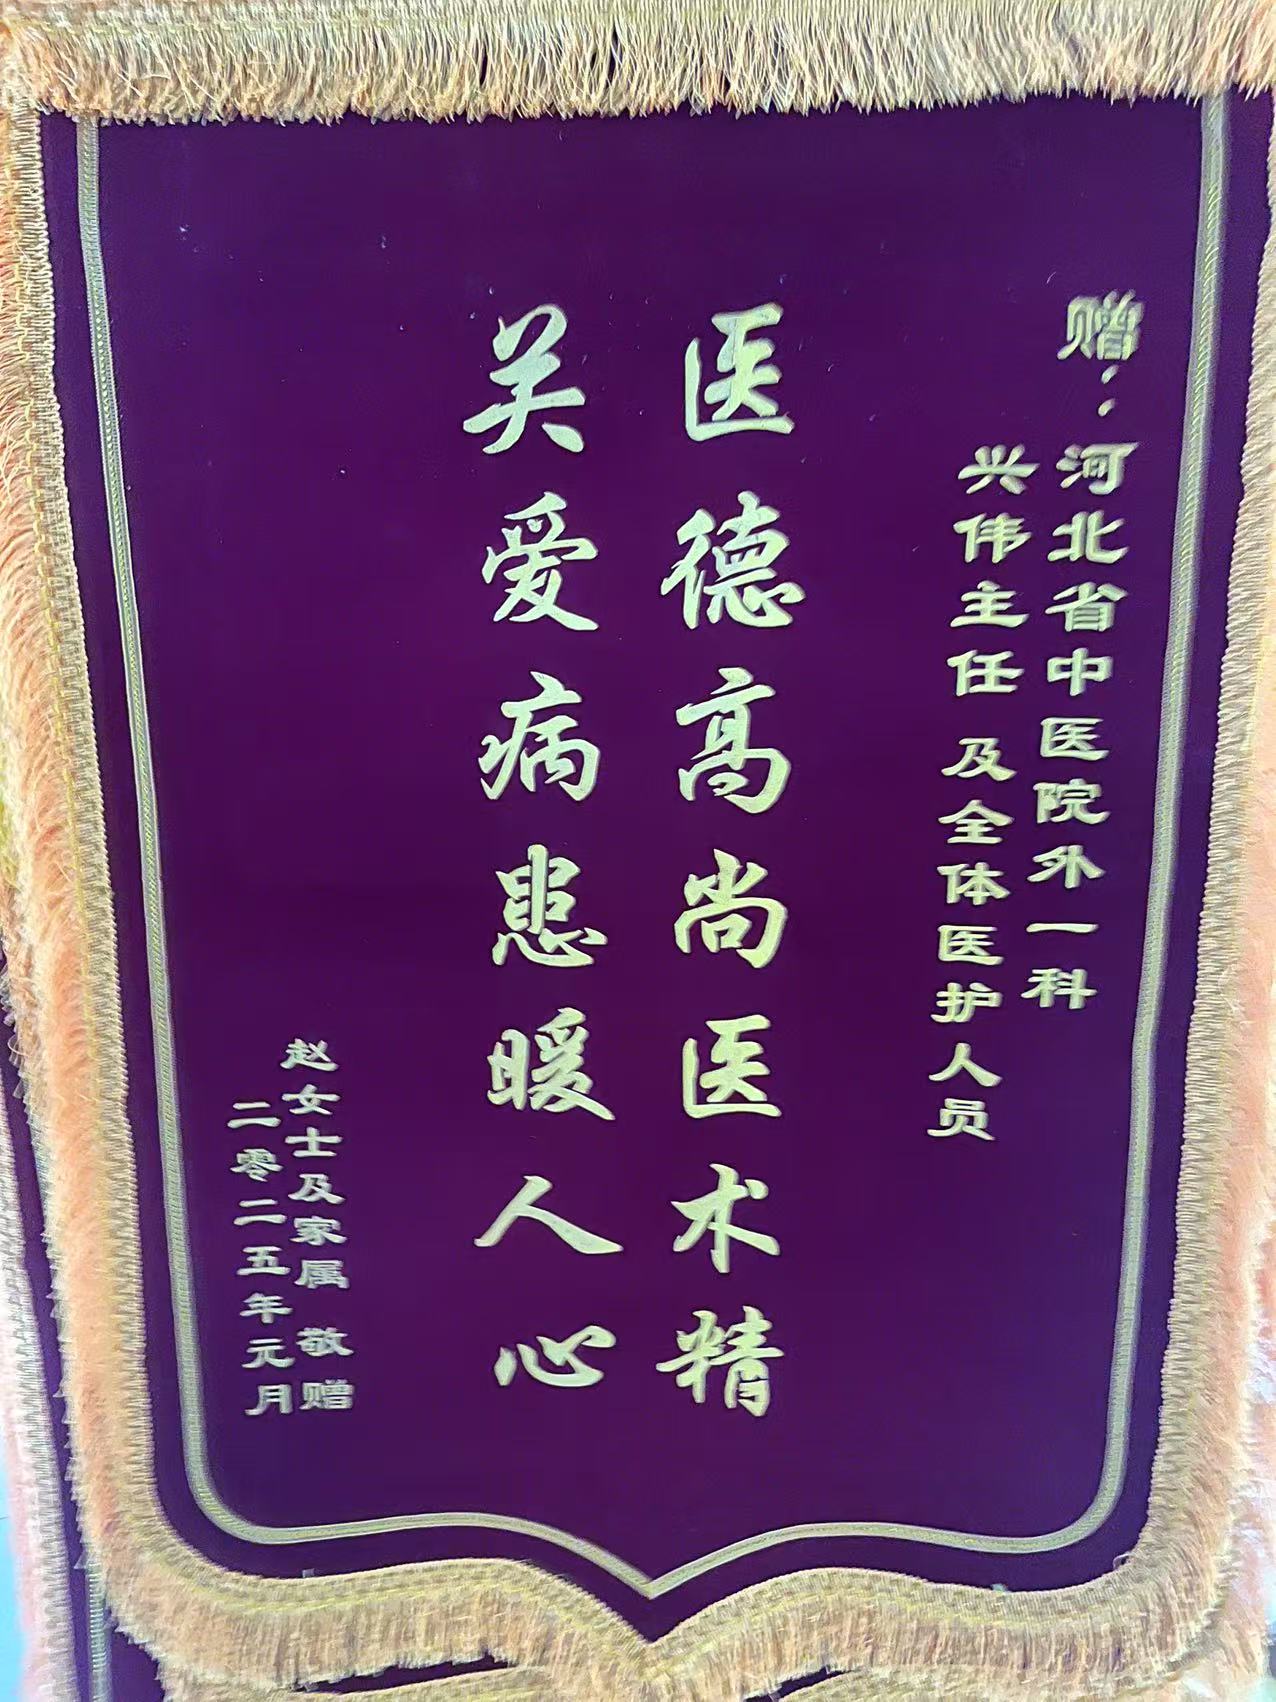 赠：河北省中医院外一科
兴伟主任 及全体医护人员
医德高尚医术精
关爱病患暖人心
赵女士及家属 敬赠
二零二五年元月